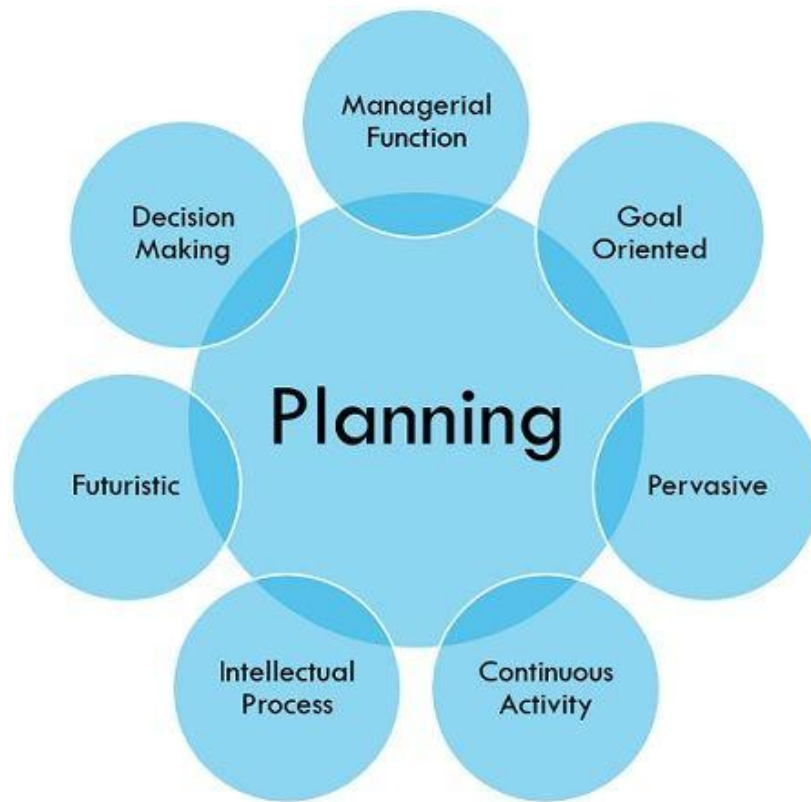 Managerial
Function
Goal
Oriented
Pervasive
Continuous
Activity
Intellectual
Process
Futuristic
Decision
Making
Planning